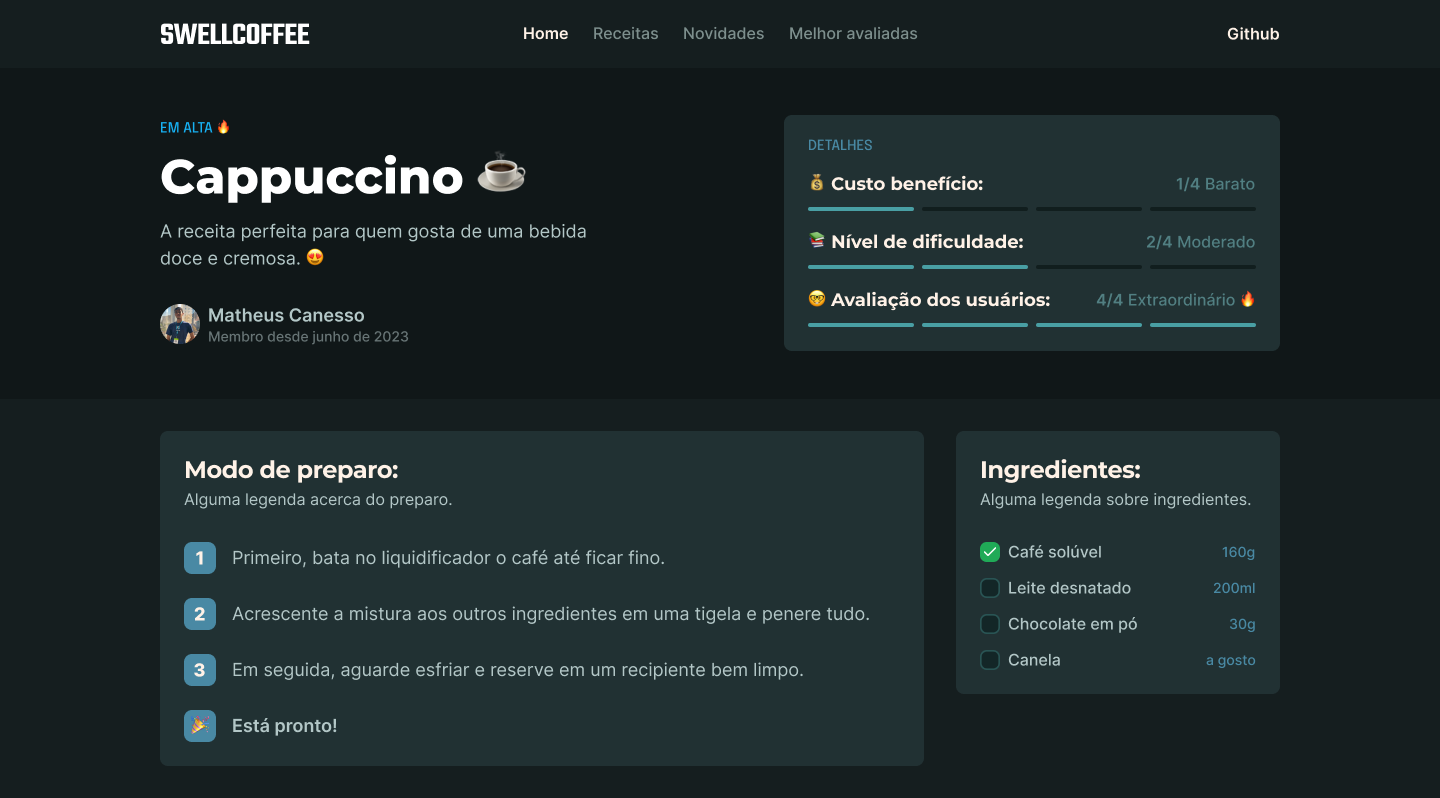 SWELLCOFFEE
Home Receitas Novidades Melhor avaliadas
Github
EM ALTA 🔥
Cappuccino ☕
A receita perfeita para quem gosta de uma bebida
doce e cremosa. 😍
Matheus Canesso
Membro desde junho de 2023
DETALHES
💰 Custo benefício: 1/4 Barato
📚 Nível de dificuldade: 2/4 Moderado
🤓 Avaliação dos usuários: 4/4 Extraordinário 🔥
Modo de preparo:
Alguma legenda acerca do preparo.
1 Primeiro, bata no liquidificador o café até ficar fino.
2 Acrescente a mistura aos outros ingredientes em uma tigela e penere tudo.
3 Em seguida, aguarde esfriar e reserve em um recipiente bem limpo.
🎉 Está pronto!
Ingredientes:
Alguma legenda sobre ingredientes.
Café solúvel 160g
Leite desnatado 200ml
Chocolate em pó 30g
Canela a gosto